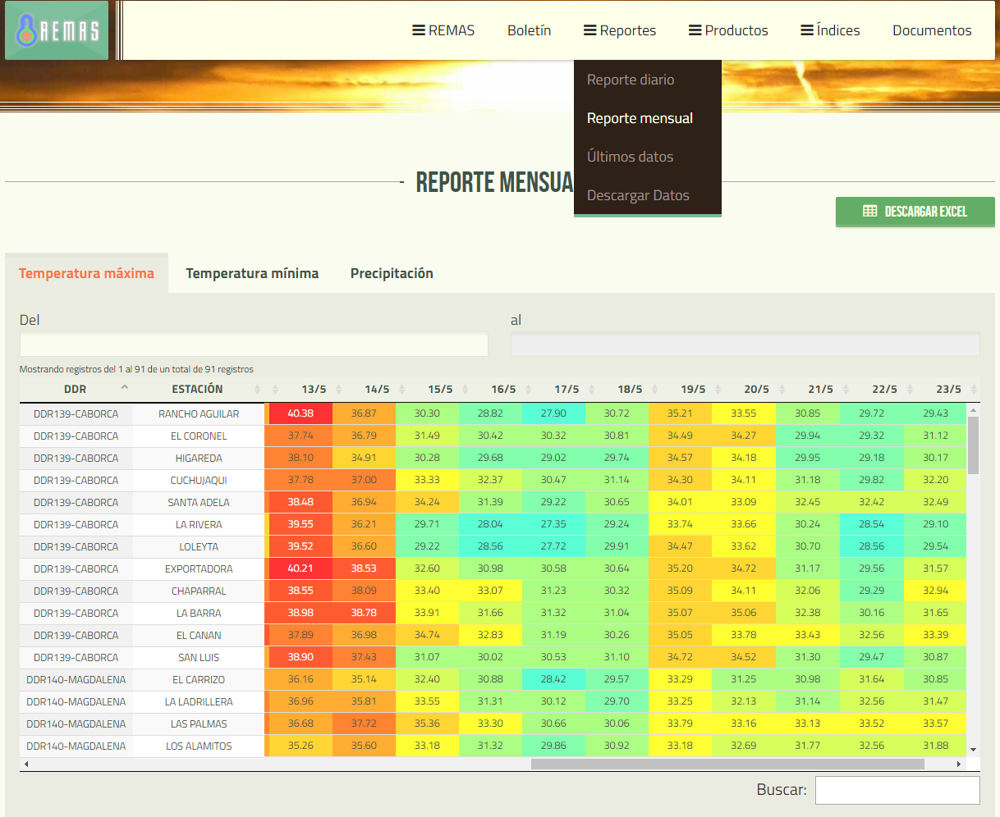 REMAS
REMAS Boletín Reportes Productos Índices Documentos
Reporte diario
Reporte mensual
Últimos datos
Descargar Datos
REPORTE MENSUA
DESCARGAR EXCEL
Temperatura máxima Temperatura mínima Precipitación
Del al
Mostrando registros del 1 al 91 de un total de 91 registros
DDR ESTACIÓN 13/5 14/5 15/5 16/5 17/5 18/5 19/5 20/5 21/5 22/5 23/5
DDR139-CABORCA RANCHO AGUILAR 40.38 36.87 30.30 28.82 27.90 30.72 35.21 33.55 30.85 29.72 29.43
DDR139-CABORCA EL CORONEL 37.74 36.79 31.49 30.42 30.32 30.81 34.49 34.27 29.94 29.32 31.12
DDR139-CABORCA HIGAREDA 38.10 34.91 30.28 29.68 29.02 29.74 34.57 34.18 29.95 29.18 30.17
DDR139-CABORCA CUCHUJAQUI 37.78 37.00 33.33 32.37 30.47 31.14 34.30 34.11 31.18 29.82 32.20
DDR139-CABORCA SANTA ADELA 38.48 36.94 34.24 31.39 29.22 30.65 34.01 33.09 32.45 32.42 32.49
DDR139-CABORCA LA RIVERA 39.55 36.21 29.71 28.04 27.35 29.24 33.74 33.66 30.24 28.54 29.10
DDR139-CABORCA LOLEYTA 39.52 36.60 29.22 28.56 27.72 29.91 34.47 33.62 30.70 28.56 29.54
DDR139-CABORCA EXPORTADORA 40.21 38.53 32.60 30.98 30.58 30.64 35.20 34.72 31.17 29.56 31.57
DDR139-CABORCA CHAPARRAL 38.55 38.09 33.40 33.07 31.23 30.32 35.09 34.11 32.06 29.29 32.94
DDR139-CABORCA LA BARRA 38.98 38.78 33.91 31.66 31.32 31.04 35.07 35.06 32.38 30.16 31.65
DDR139-CABORCA EL CANAN 37.89 36.98 34.74 32.83 31.19 30.26 35.05 33.78 33.43 32.56 33.39
DDR139-CABORCA SAN LUIS 38.90 37.43 31.07 30.02 30.53 31.10 34.72 34.52 31.30 29.47 30.87
DDR140-MAGDALENA EL CARRIZO 36.16 35.14 32.40 30.88 28.42 29.57 33.29 31.25 30.98 31.64 30.85
DDR140-MAGDALENA LA LADRILLERA 36.96 35.81 33.55 31.31 30.12 29.70 33.25 32.13 31.14 32.56 31.47
DDR140-MAGDALENA LAS PALMAS 36.68 37.72 35.36 33.30 30.66 30.06 33.79 33.16 33.13 33.52 33.57
DDR140-MAGDALENA LOS ALAMITOS 35.26 35.60 33.18 31.32 29.86 30.92 33.18 32.69 31.77 32.56 31.88
Buscar: